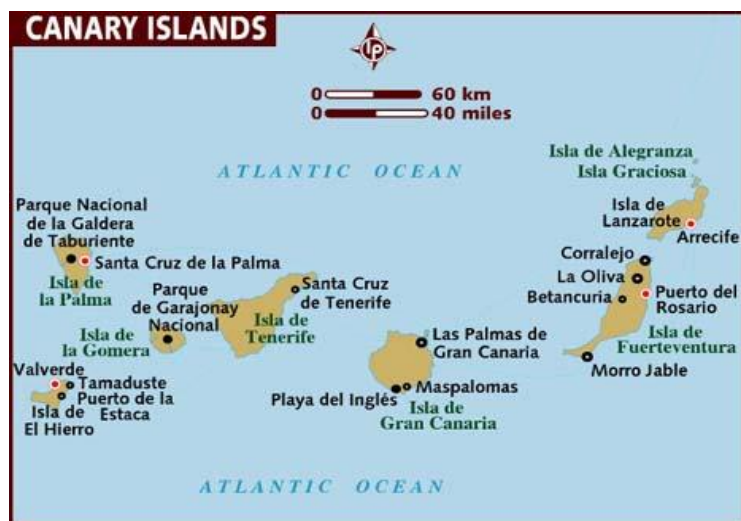 CANARY ISLANDS
LP
0 60 km
0 40 miles
ATLANTIC OCEAN
Isla de Alegranza
Isla Graciosa
Parque Nacional
de la Galdera
de Taburiente
Santa Cruz de la Palma
Isla de
la Palma
Parque
de Garajonay
Nacional
Isla de
la Gomera
Santa Cruz
de Tenerife
Isla de
Tenerife
Isla de
Lanzarote
Arrecife
Corralejo
La Oliva
Betancuria
Puerto del
Rosario
Isla de
Fuerteventura
Morro Jable
Las Palmas de
Gran Canaria
Maspalomas
Playa del Inglés
Isla de
Gran Canaria
Valverde
Tamaduste
Puerto de la
Estaca
Isla de
El Hierro
ATLANTIC OCEAN